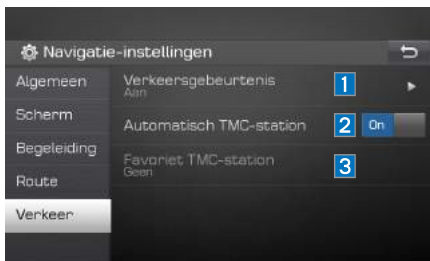 Navigatie-instellingen
Algemeen
Verkeersgebeurtenis 1
Aan
Scherm
Automatisch TMC-station 2 On
Begeleiding
Favoriet TMC-station 3
Geen
Route
Verkeer